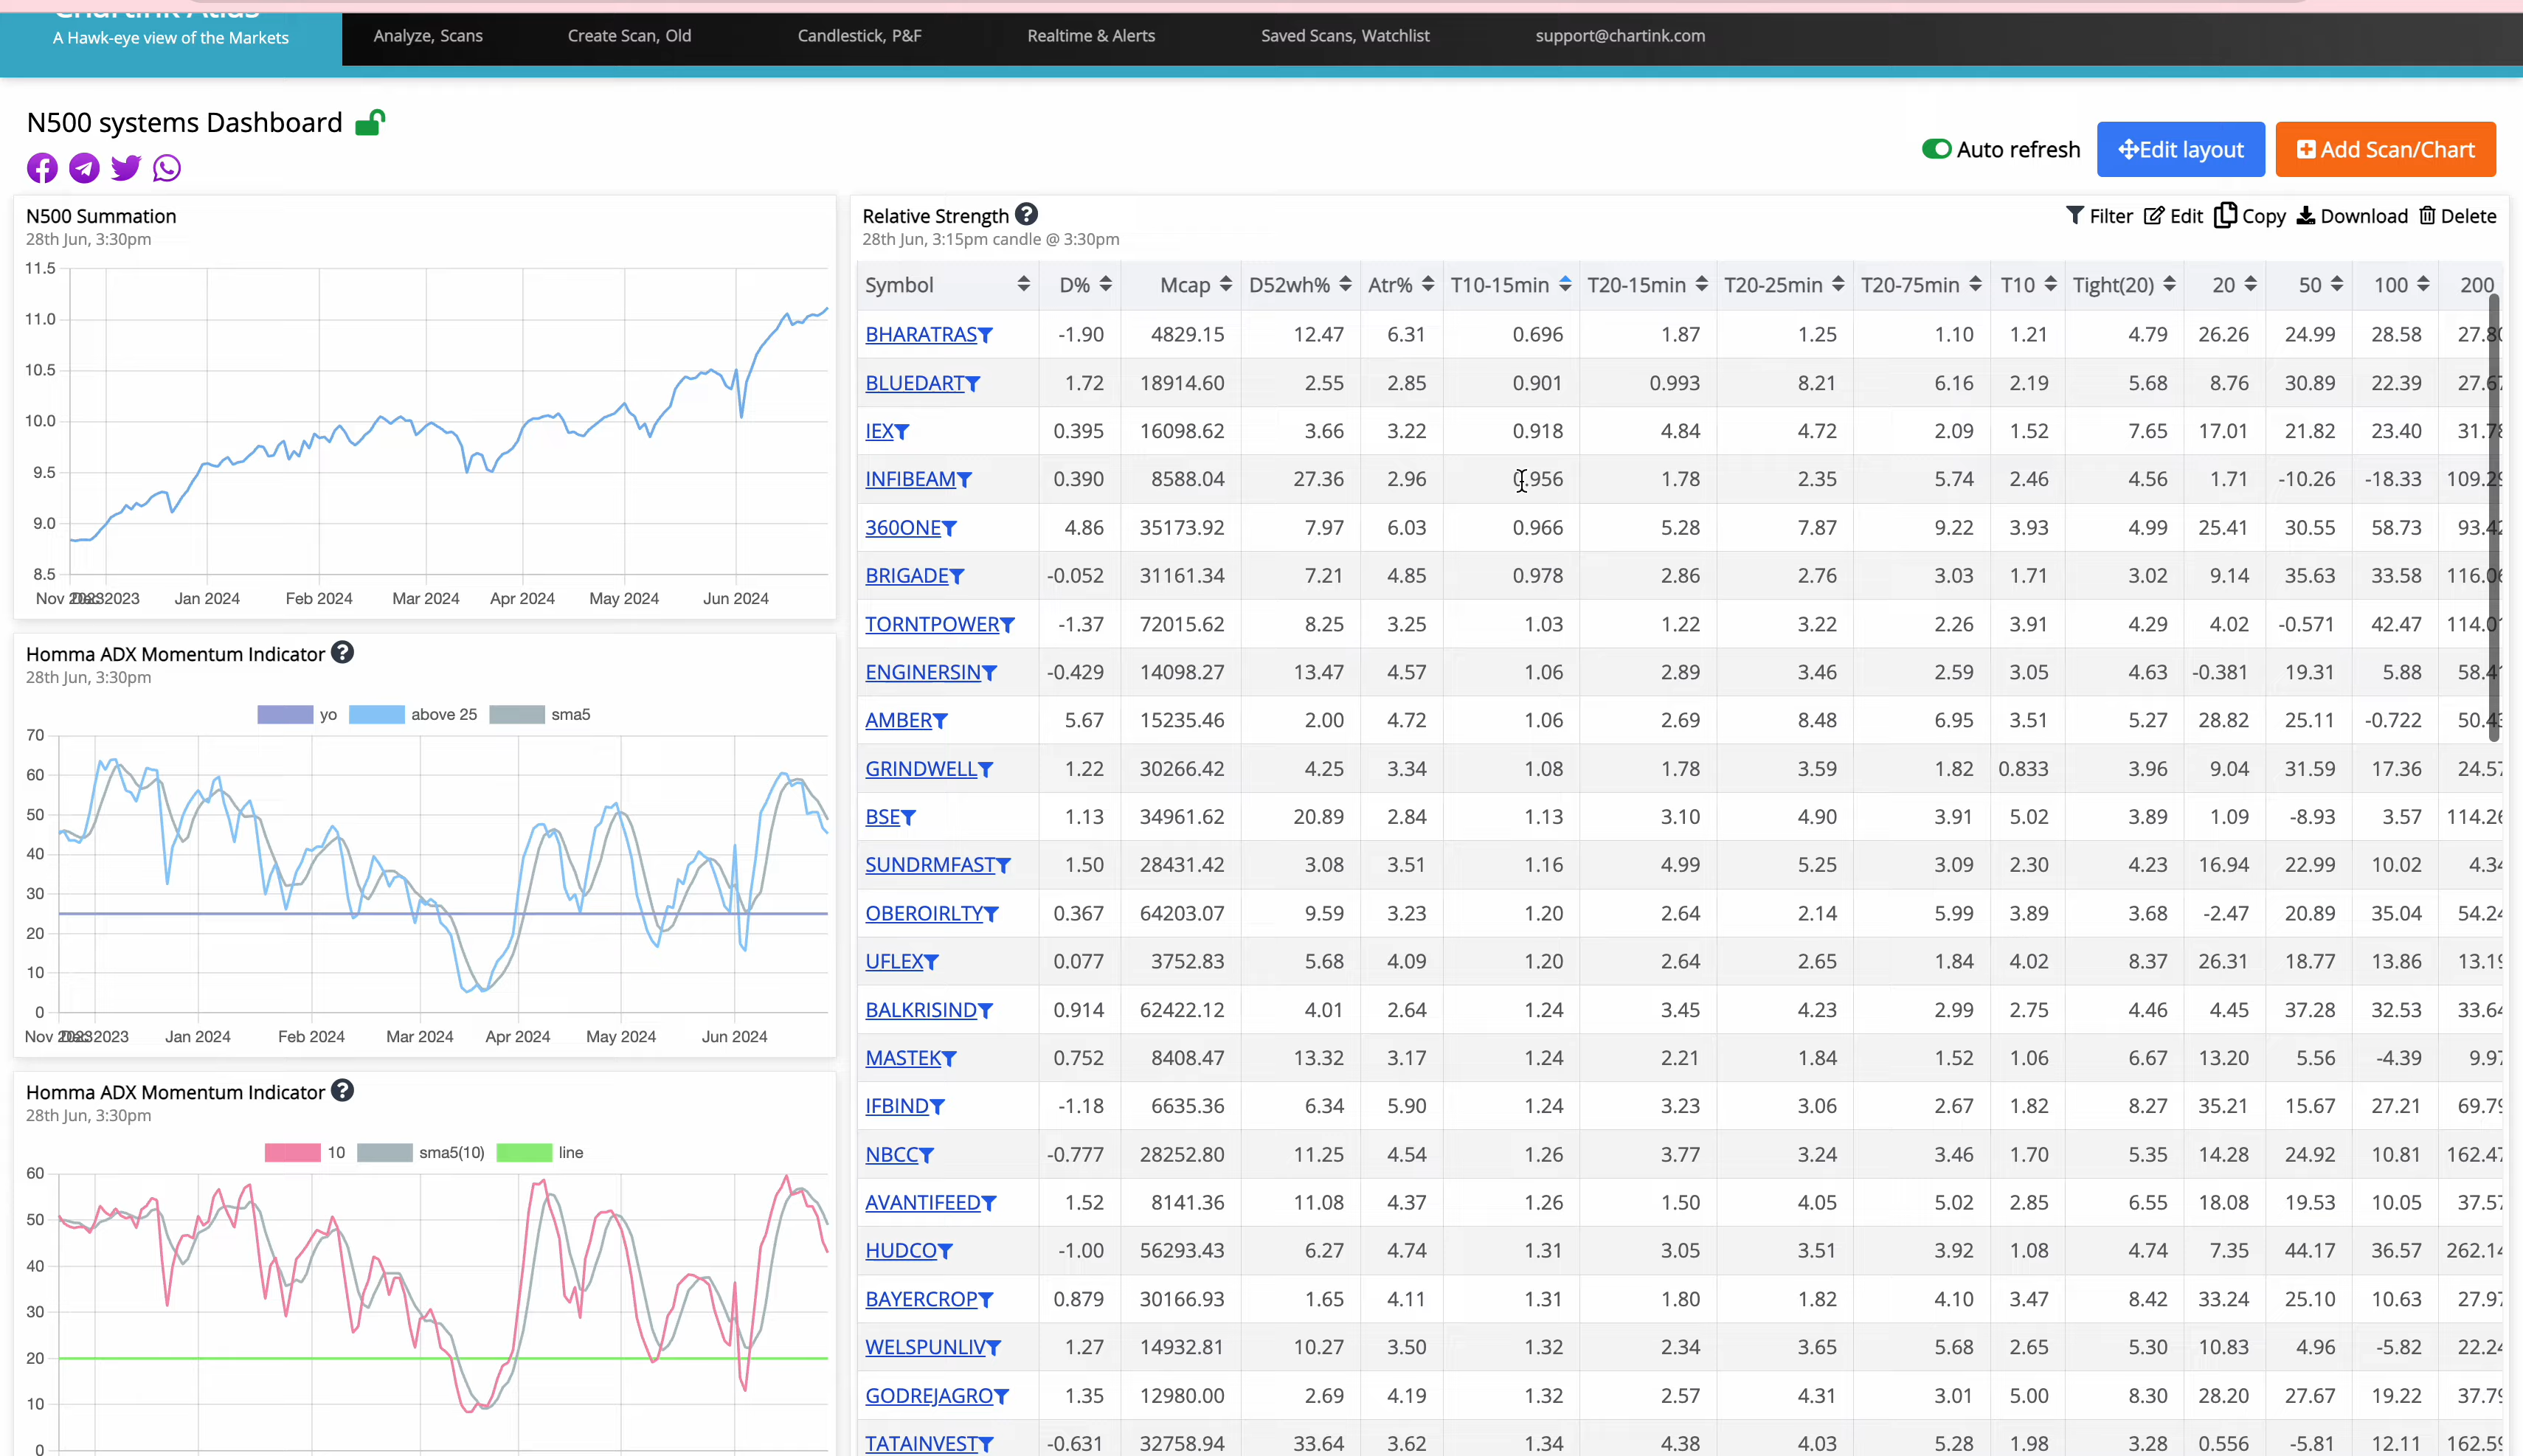 A Hawk-eye view of the Markets
Analyze, Scans Create Scan, Old Candlestick, P&F Realtime & Alerts Saved Scans, Watchlist support@chartink.com
N500 systems Dashboard
Auto refresh Edit layout Add Scan/Chart
N500 Summation
28th Jun, 3:30pm
11.5
11.0
10.5
10.0
9.5
9.0
8.5
Jan 2024 Feb 2024 Mar 2024 Apr 2024 May 2024 Jun 2024
Homma ADX Momentum Indicator
28th Jun, 3:30pm
yo above 25 sma5
70
60
50
40
30
20
10
0
Jan 2024 Feb 2024 Mar 2024 Apr 2024 May 2024 Jun 2024
Homma ADX Momentum Indicator
28th Jun, 3:30pm
10 sma5(10) line
60
50
40
30
20
10
0
Relative Strength Filter Edit Copy Download Delete
28th Jun, 3:15pm candle @ 3:30pm
Symbol D% Mcap D52wh% Atr% T10-15min T20-15min T20-25min T20-75min T10 Tight(20) 20 50 100 200
BHARATRAS -1.90 4829.15 12.47 6.31 0.696 1.87 1.25 1.10 1.21 4.79 26.26 24.99 28.58
BLUEDART 1.72 18914.60 2.55 2.85 0.901 0.993 8.21 6.16 2.19 5.68 8.76 30.89 22.39
IEX 0.395 16098.62 3.66 3.22 0.918 4.84 4.72 2.09 1.52 7.65 17.01 21.82 23.40
INFIBEAM 0.390 8588.04 27.36 2.96 0.956 1.78 2.35 5.74 2.46 4.56 1.71 -10.26 -18.33
360ONE 4.86 35173.92 7.97 6.03 0.966 5.28 7.87 9.22 3.93 4.99 25.41 30.55 58.73
BRIGADE -0.052 31161.34 7.21 4.85 0.978 2.86 2.76 3.03 1.71 3.02 9.14 35.63 33.58
TORNTPOWER -1.37 72015.62 8.25 3.25 1.03 1.22 3.22 2.26 3.91 4.29 4.02 -0.571 42.47
ENGINERSIN -0.429 14098.27 13.47 4.57 1.06 2.89 3.46 2.59 3.05 4.63 -0.381 19.31 5.88
AMBER 5.67 15235.46 2.00 4.72 1.06 2.69 8.48 6.95 3.51 5.27 28.82 25.11 -0.722
GRINDWELL 1.22 30266.42 4.25 3.34 1.08 1.78 3.59 1.82 0.833 3.96 9.04 31.59 17.36
BSE 1.13 34961.62 20.89 2.84 1.13 3.10 4.90 3.91 5.02 3.89 1.09 -8.93 3.57
SUNDRMFAST 1.50 28431.42 3.08 3.51 1.16 4.99 5.25 3.09 2.30 4.23 16.94 22.99 10.02
OBEROIRLTY 0.367 64203.07 9.59 3.23 1.20 2.64 2.14 5.99 3.89 3.68 -2.47 20.89 35.04
UFLEX 0.077 3752.83 5.68 4.09 1.20 2.64 2.65 1.84 4.02 8.37 26.31 18.77 13.86
BALKRISIND 0.914 62422.12 4.01 2.64 1.24 3.45 4.23 2.99 2.75 4.46 4.45 37.28 32.53
MASTEK 0.752 8408.47 13.32 3.17 1.24 2.21 1.84 1.52 1.06 6.67 13.20 5.56 -4.39
IFBIND -1.18 6635.36 6.34 5.90 1.24 3.23 3.06 2.67 1.82 8.27 35.21 15.67 27.21
NBCC -0.777 28252.80 11.25 4.54 1.26 3.77 3.24 3.46 1.70 5.35 14.28 24.92 10.81
AVANTIFEED 1.52 8141.36 11.08 4.37 1.26 1.50 4.05 5.02 2.85 6.55 18.08 19.53 10.05
HUDCO -1.00 56293.43 6.27 4.74 1.31 3.05 3.51 3.92 1.08 4.74 7.35 44.17 36.57
BAYERCROP 0.879 30166.93 1.65 4.11 1.31 1.80 1.82 4.10 3.47 8.42 33.24 25.10 10.63
WELSPUNLIV 1.27 14932.81 10.27 3.50 1.32 2.34 3.65 5.68 2.65 5.30 10.83 4.96 -5.82
GODREJAGRO 1.35 12980.00 2.69 4.19 1.32 2.57 4.31 3.01 5.00 8.30 28.20 27.67 19.22
TATAINVEST -0.631 32758.94 33.64 3.62 1.34 4.38 4.03 5.28 1.98 3.28 0.556 -5.81 12.11